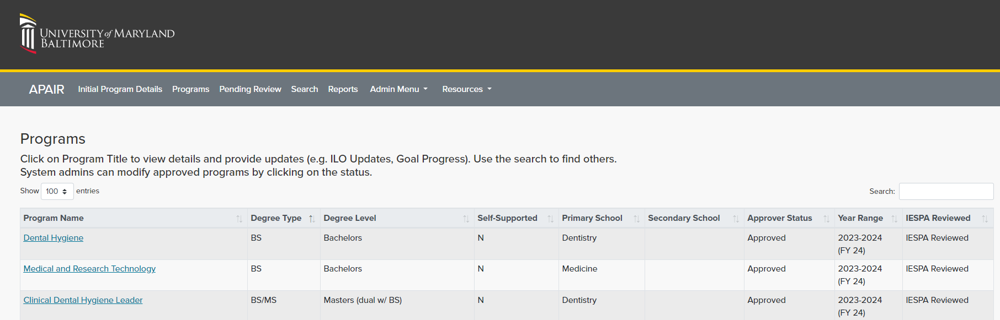 UNIVERSITY of MARYLAND
BALTIMORE
APAIR Initial Program Details Programs Pending Review Search Reports Admin Menu Resources
Programs
Click on Program Title to view details and provide updates (e.g. ILO Updates, Goal Progress). Use the search to find others.
System admins can modify approved programs by clicking on the status.
Show 100 entries Search:
Program Name Degree Type Degree Level Self-Supported Primary School Secondary School Approver Status Year Range IESPA Reviewed
Dental Hygiene BS Bachelors N Dentistry Approved 2023-2024 IESPA Reviewed
(FY 24)
Medical and Research Technology BS Bachelors N Medicine Approved 2023-2024 IESPA Reviewed
(FY 24)
Clinical Dental Hygiene Leader BS/MS Masters (dual w/ BS) N Dentistry Approved 2023-2024 IESPA Reviewed
(FY 24)